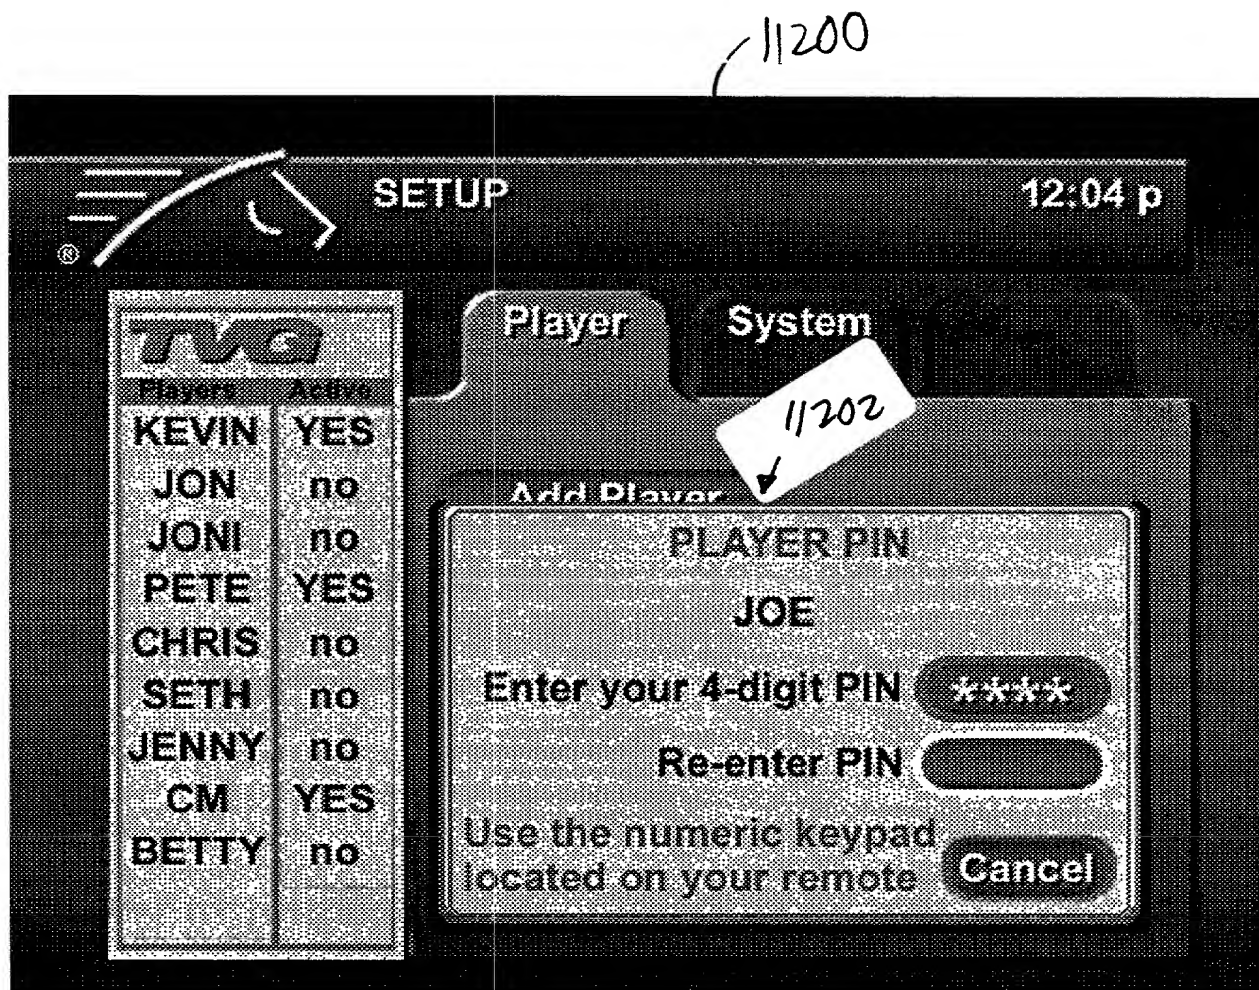 11200
SETUP 12:04 p
®
TVG
Player System
Players Active
11202
KEVIN YES
JON no
Add Player
JONI no
PLAYER PIN
PETE YES
JOE
CHRIS no
SETH no
Enter your 4-digit PIN ****
JENNY no
Re-enter PIN
CM YES
BETTY no
Use the numeric keypad
located on your remote
Cancel